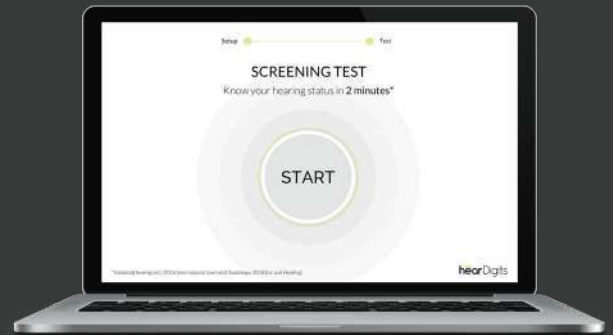 Setup Test
SCREENING TEST
Know your hearing status in 2 minutes*
START
hearDigits